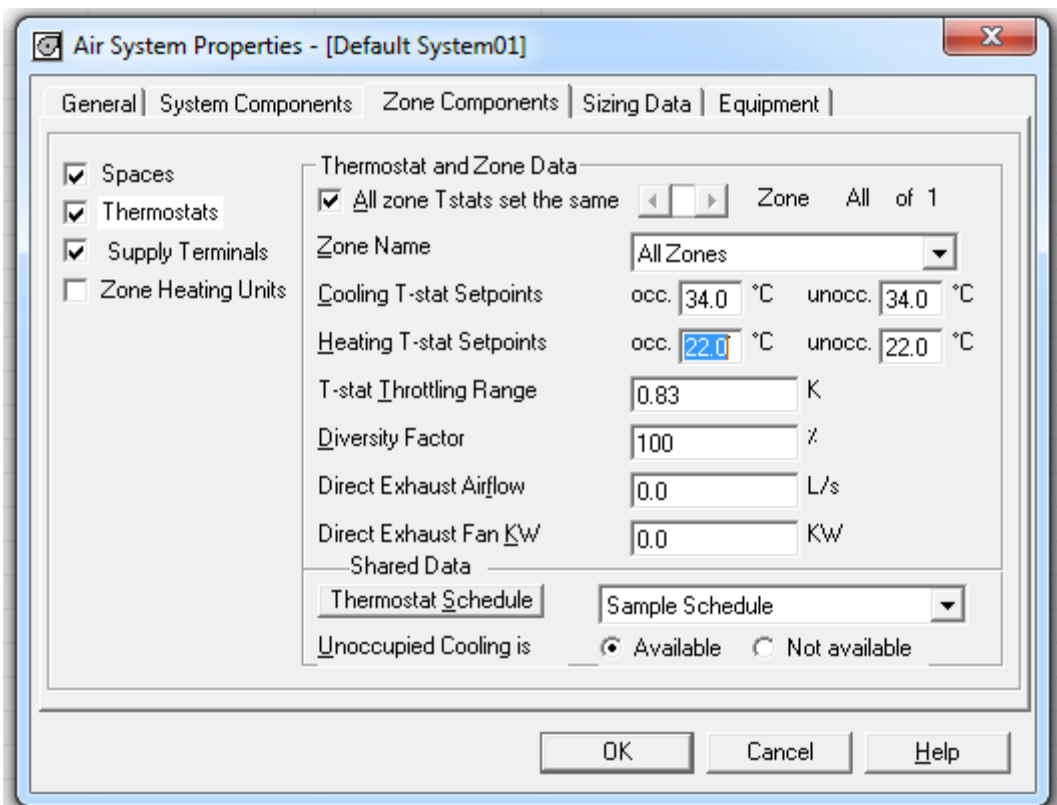 Air System Properties - [Default System01]
General System Components Zone Components Sizing Data Equipment
Spaces
Thermostats
Supply Terminals
Zone Heating Units
Thermostat and Zone Data
All zone Tstats set the same Zone All of 1
Zone Name All Zones
Cooling T-stat Setpoints occ. 34.0 °C unocc. 34.0 °C
Heating T-stat Setpoints occ. 22.0 °C unocc. 22.0 °C
T-stat Throttling Range 0.83 K
Diversity Factor 100 %
Direct Exhaust Airflow 0.0 L/s
Direct Exhaust Fan KW 0.0 KW
Shared Data
Thermostat Schedule Sample Schedule
Unoccupied Cooling is Available Not available
OK Cancel Help